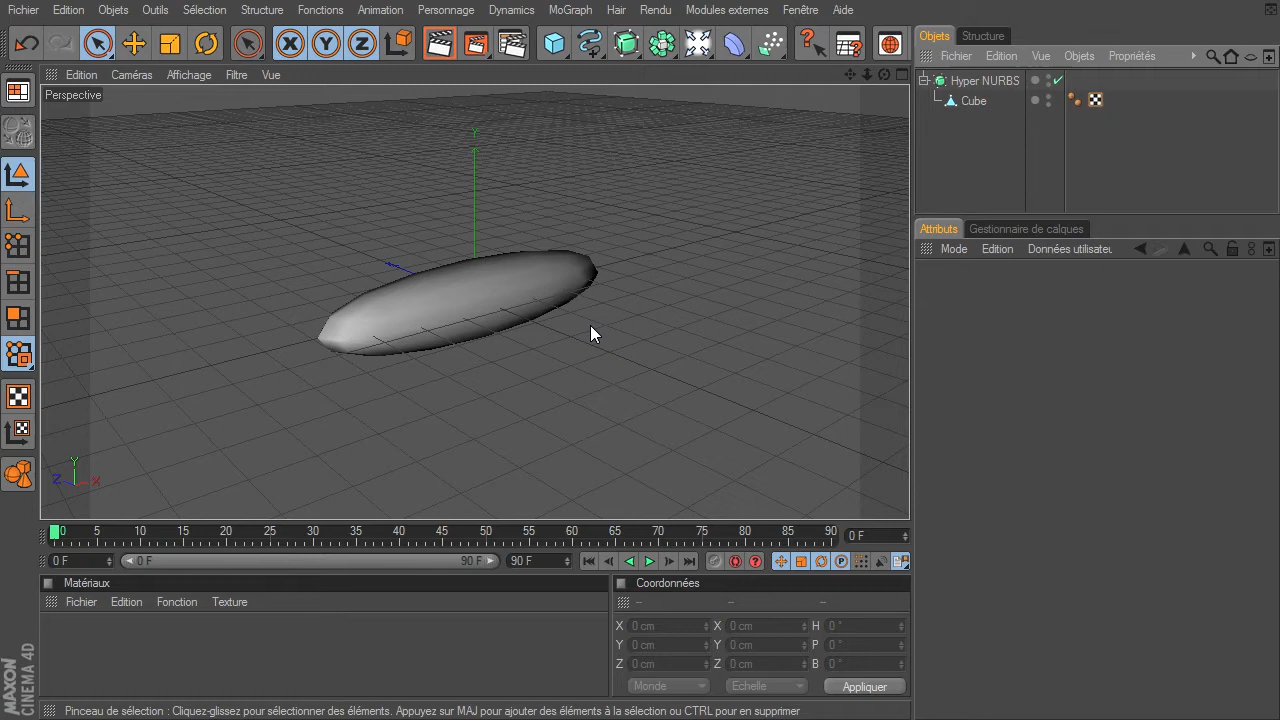 Fichier Edition Objets Outils Sélection Structure Fonctions Animation Personnage Dynamics MoGraph Hair Rendu Modules externes Fenêtre Aide
X Y Z
Objets Structure
Fichier Edition Vue Objets Propriétés
Hyper NURBS
Cube
Edition Caméras Affichage Filtre Vue
Perspective
Y
Y
Z X
Attributs Gestionnaire de calques
Mode Edition Données utilisateu
0 5 10 15 20 25 30 35 40 45 50 55 60 65 70 75 80 85 90 0 F
0 F 0 F 90 F 90 F P
Matériaux
Fichier Edition Fonction Texture
Coordonnées
-- -- --
X 0 cm X 0 cm H 0 °
Y 0 cm Y 0 cm P 0 °
Z 0 cm Z 0 cm B 0 °
Monde Echelle Appliquer
MAXON
CINEMA 4D
Pinceau de sélection : Cliquez-glissez pour sélectionner des éléments. Appuyez sur MAJ pour ajouter des éléments à la sélection ou CTRL pour en supprimer